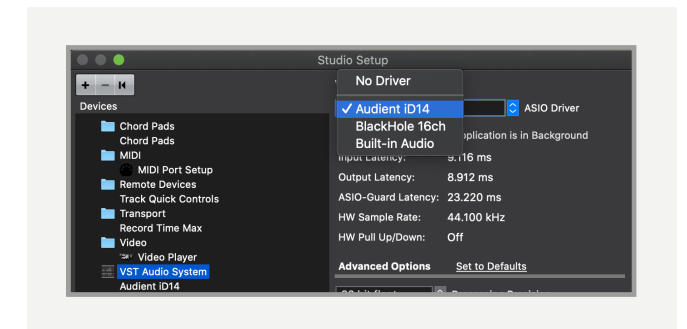 Studio Setup
No Driver
Devices
✓ Audient iD14
ASIO Driver
BlackHole 16ch
Built-in Audio
pplication is in Background
Chord Pads
Chord Pads
MIDI
MIDI Port Setup
Remote Devices
Track Quick Controls
Transport
Record Time Max
Video
Video Player
VST Audio System
Audient iD14
Input Latency: 9.116 ms
Output Latency: 8.912 ms
ASIO-Guard Latency: 23.220 ms
HW Sample Rate: 44.100 kHz
HW Pull Up/Down: Off
Advanced Options Set to Defaults